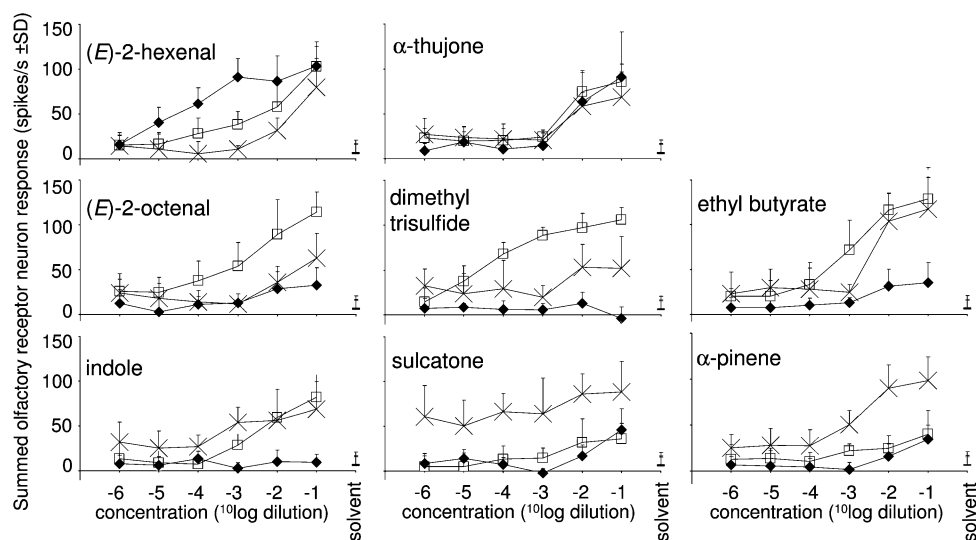 Summed olfactory receptor neuron response (spikes/s ±SD)
150
100
50
0
(E)-2-hexenal
α-thujone
150
100
50
0
(E)-2-octenal
dimethyl
trisulfide
ethyl butyrate
150
100
50
0
indole
sulcatone
α-pinene
-6 -5 -4 -3 -2 -1
-6 -5 -4 -3 -2 -1
-6 -5 -4 -3 -2 -1
concentration (10log dilution)
solvent
concentration (10log dilution)
solvent
concentration (10log dilution)
solvent